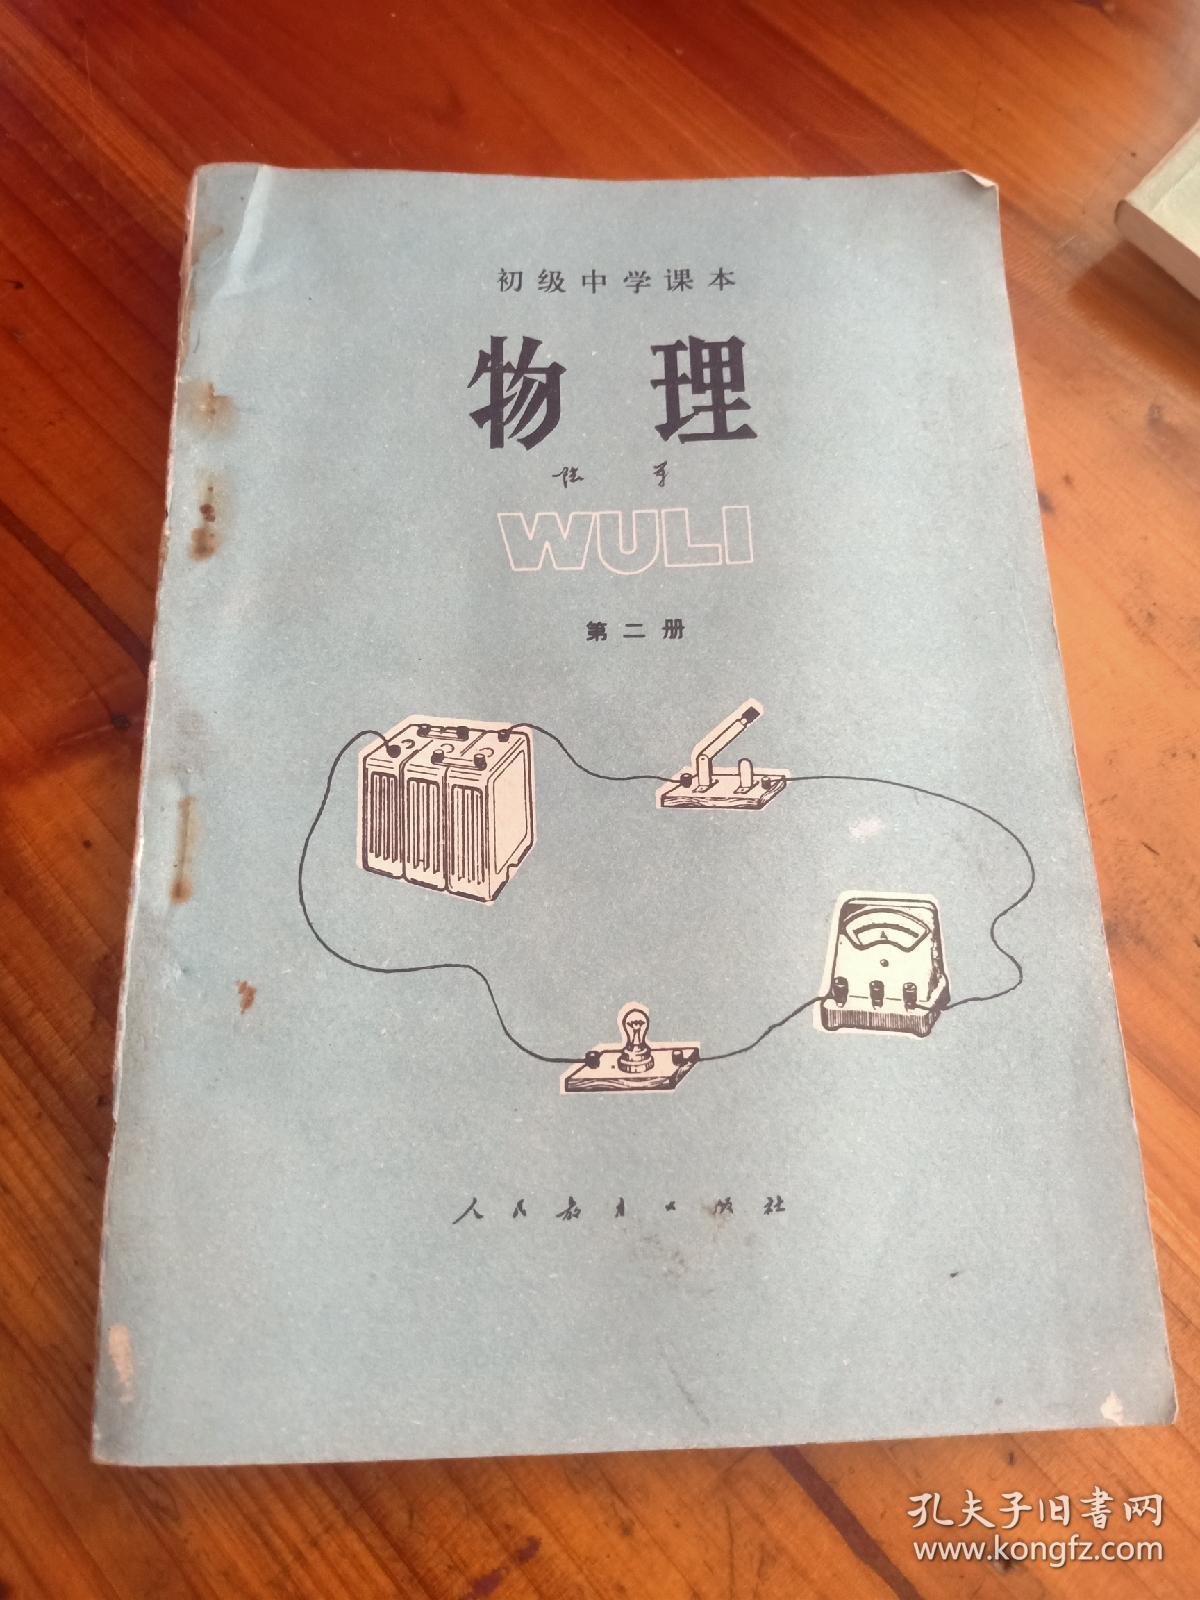 初级中学课本
物 理
WULI
第二册
人民教育出版社
孔夫子旧书网
www.kongfz.com